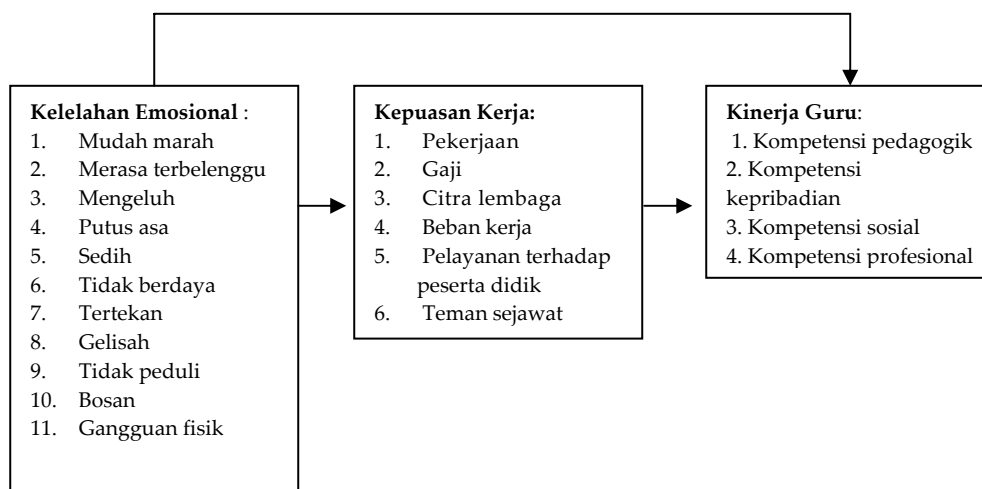 Kelelahan Emosional :
1. Mudah marah
2. Merasa terbelenggu
3. Mengeluh
4. Putus asa
5. Sedih
6. Tidak berdaya
7. Tertekan
8. Gelisah
9. Tidak peduli
10. Bosan
11. Gangguan fisik
Kepuasan Kerja:
1. Pekerjaan
2. Gaji
3. Citra lembaga
4. Beban kerja
5. Pelayanan terhadap
peserta didik
6. Teman sejawat
Kinerja Guru:
1. Kompetensi pedagogik
2. Kompetensi
kepribadian
3. Kompetensi sosial
4. Kompetensi profesional